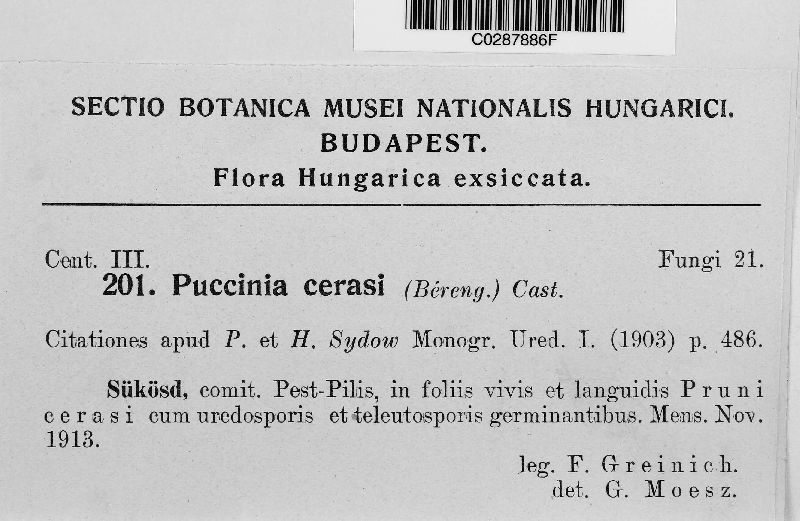 C0287886F
SECTIO BOTANICA MUSEI NATIONALIS HUNGARICI.
BUDAPEST.
Flora Hungarica exsiccata.
Cent. III. Fungi 21.
201. Puccinia cerasi (Béreng.) Cast.
Citationes apud P. et H. Sydow Monogr. Ured. I. (1903) p. 486.
Sükösd, comit. Pest-Pilis, in foliis vivis et languidis Pruni
cerasi cum uredosporis et teleutosporis germinantibus. Mens. Nov.
1913.
leg. F. Greinich.
det. G. Moesz.